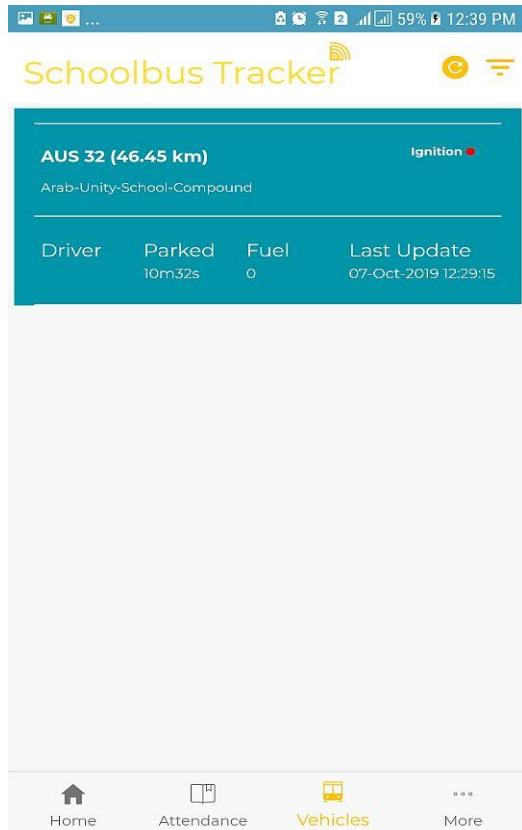 ... 2 59% 12:39 PM
Schoolbus Tracker
AUS 32 (46.45 km) Ignition
Arab-Unity-School-Compound
Driver Parked Fuel Last Update
10m32s 0 07-Oct-2019 12:29:15
Home Attendance Vehicles More